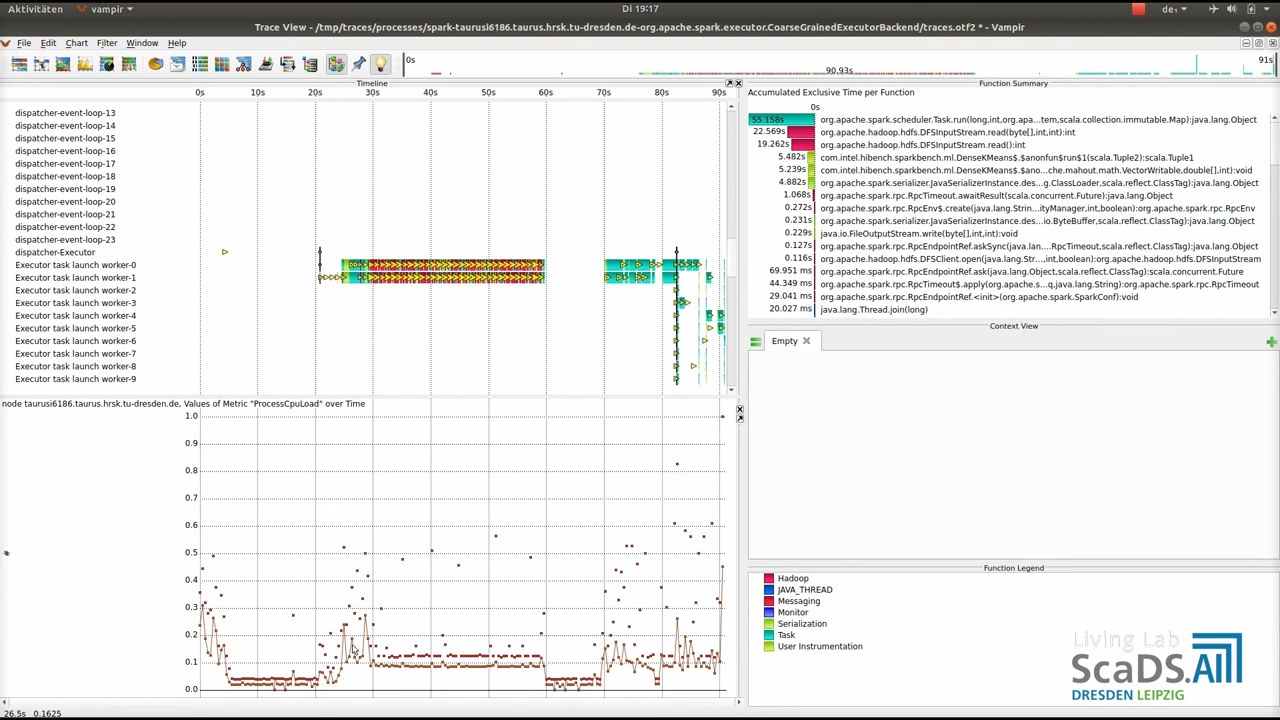 Aktivitäten vampir Di 19:17 de₁
Trace View - /tmp/traces/processes/spark-taurusi6186.taurus.hrsk.tu-dresden.de-org.apache.spark.executor.CoarseGrainedExecutorBackend/traces.otf2 * - Vampir
File Edit Chart Filter Window Help
0s 90.93s 91s
Timeline
0s 10s 20s 30s 40s 50s 60s 70s 80s 90s
dispatcher-event-loop-13
dispatcher-event-loop-14
dispatcher-event-loop-15
dispatcher-event-loop-16
dispatcher-event-loop-17
dispatcher-event-loop-18
dispatcher-event-loop-19
dispatcher-event-loop-20
dispatcher-event-loop-21
dispatcher-event-loop-22
dispatcher-event-loop-23
dispatcher-Executor
Executor task launch worker-0
Executor task launch worker-1
Executor task launch worker-2
Executor task launch worker-3
Executor task launch worker-4
Executor task launch worker-5
Executor task launch worker-6
Executor task launch worker-7
Executor task launch worker-8
Executor task launch worker-9
node taurusi6186.taurus.hrsk.tu-dresden.de, Values of Metric "ProcessCpuLoad" over Time
1.0
0.9
0.8
0.7
0.6
0.5
0.4
0.3
0.2
0.1
0.0
26.5s 0.1625
Function Summary
Accumulated Exclusive Time per Function
0s
55.158s org.apache.spark.scheduler.Task.run(long,int,org.apa...tem,scala.collection.immutable.Map):java.lang.Object
22.569s org.apache.hadoop.hdfs.DFSInputStream.read(byte[],int,int):int
19.262s org.apache.hadoop.hdfs.DFSInputStream.read():int
5.482s com.intel.hibench.sparkbench.ml.DenseKMeans$.$anonfun$run$1(scala.Tuple2):scala.Tuple1
5.239s com.intel.hibench.sparkbench.ml.DenseKMeans$.$ano...che.mahout.math.VectorWritable,double[],int):void
4.882s org.apache.spark.serializer.JavaSerializerInstance.des...g.ClassLoader,scala.reflect.ClassTag):java.lang.Object
1.068s org.apache.spark.rpc.RpcTimeout.awaitResult(scala.concurrent.Future):java.lang.Object
0.272s org.apache.spark.rpc.RpcEnv$.create(java.lang.Strin...ityManager,int,boolean):org.apache.spark.rpc.RpcEnv
0.231s org.apache.spark.serializer.JavaSerializerInstance.des...io.ByteBuffer,scala.reflect.ClassTag):java.lang.Object
0.229s java.io.FileOutputStream.write(byte[],int,int):void
0.127s org.apache.spark.rpc.RpcEndpointRef.askSync(java.lan....RpcTimeout,scala.reflect.ClassTag):java.lang.Object
0.116s org.apache.hadoop.hdfs.DFSClient.open(java.lang.Str...,int,boolean):org.apache.hadoop.hdfs.DFSInputStream
69.951 ms org.apache.spark.rpc.RpcEndpointRef.ask(java.lang.Object,scala.reflect.ClassTag):scala.concurrent.Future
44.349 ms org.apache.spark.rpc.RpcTimeout$.apply(org.apache.s...q,java.lang.String):org.apache.spark.rpc.RpcTimeout
29.041 ms org.apache.spark.rpc.RpcEndpointRef.<init>(org.apache.spark.SparkConf):void
20.027 ms java.lang.Thread.join(long)
Context View
Empty
Function Legend
Hadoop
JAVA_THREAD
Messaging
Monitor
Serialization
Task
User Instrumentation
Living Lab
ScaDS.AI
DRESDEN LEIPZIG